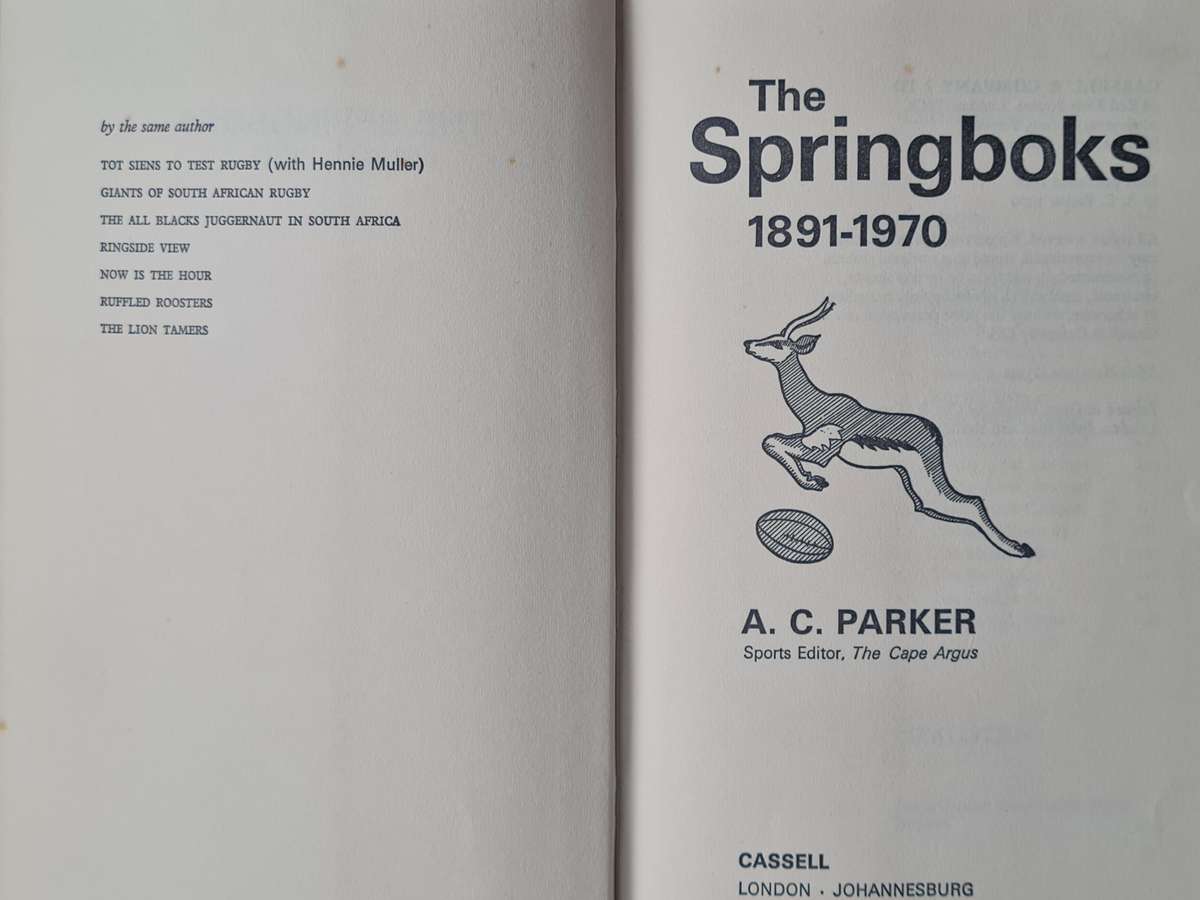 by the same author
TOT SIENS TO TEST RUGBY (with Hennie Muller)
GIANTS OF SOUTH AFRICAN RUGBY
THE ALL BLACKS JUGGERNAUT IN SOUTH AFRICA
RINGSIDE VIEW
NOW IS THE HOUR
RUFFLED ROOSTERS
THE LION TAMERS
The
Springboks
1891-1970
A. C. PARKER
Sports Editor, The Cape Argus
CASSELL
LONDON · JOHANNESBURG